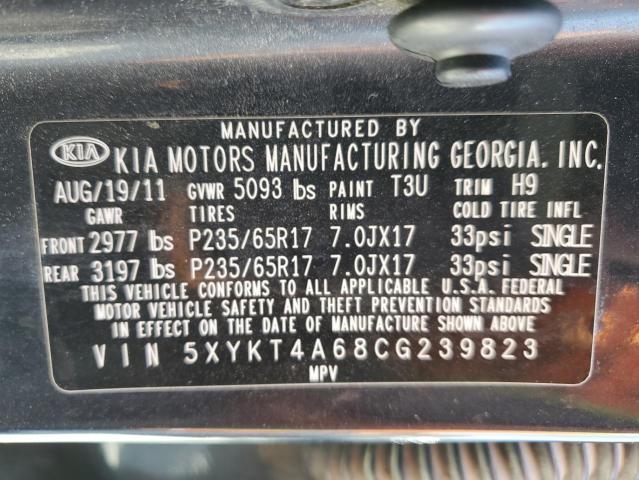 MANUFACTURED BY
KIA KIA MOTORS MANUFACTURING GEORGIA. INC.
AUG/19/11 GVWR 5093 lbs PAINT T3U TRIM H9
GAWR TIRES RIMS COLD TIRE INFL
FRONT 2977 lbs P235/65R17 7.0JX17 33psi SINGLE
REAR 3197 lbs P235/65R17 7.0JX17 33psi SINGLE
THIS VEHICLE CONFORMS TO ALL APPLICABLE U.S.A. FEDERAL
MOTOR VEHICLE SAFETY AND THEFT PREVENTION STANDARDS
IN EFFECT ON THE DATE OF MANUFACTURE SHOWN ABOVE
VIN 5XYKT4A68CG239823
MPV